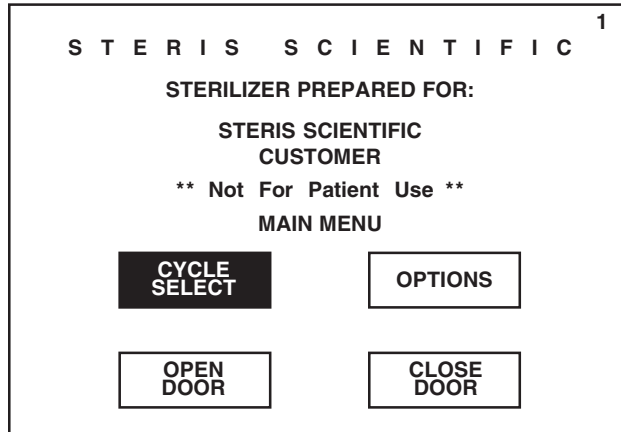 1
S T E R I S   S C I E N T I F I C
STERILIZER PREPARED FOR:
STERIS SCIENTIFIC
CUSTOMER
** Not For Patient Use **
MAIN MENU
CYCLE
SELECT
OPTIONS
OPEN
DOOR
CLOSE
DOOR